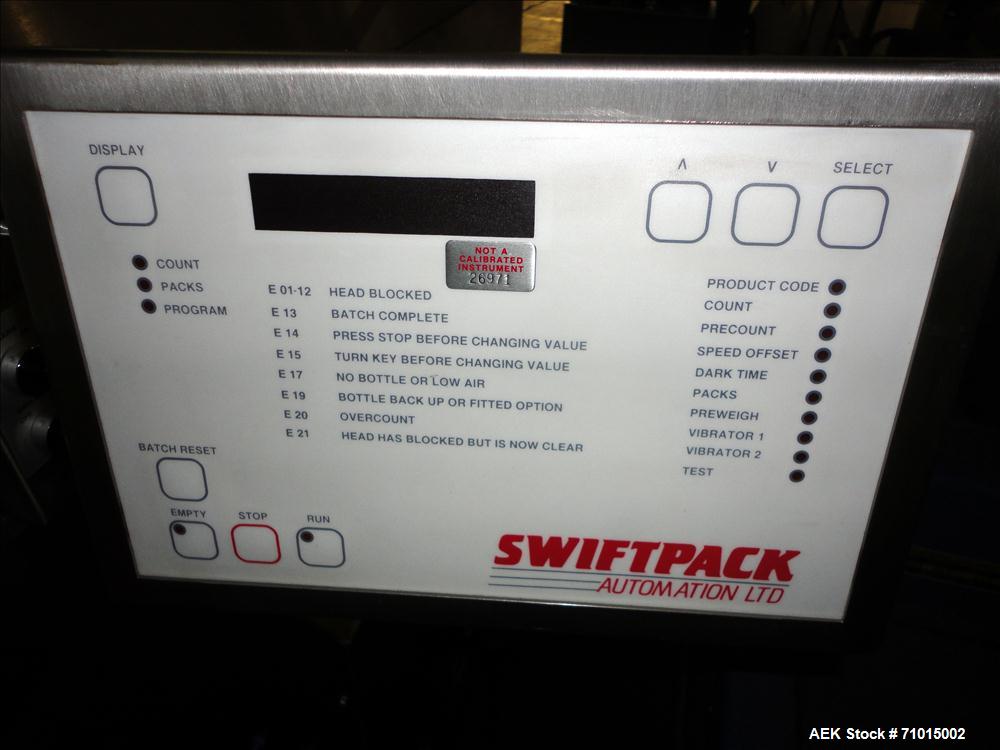 DISPLAY
Λ V SELECT
NOT A
CALIBRATED
INSTRUMENT
26971
COUNT
PACKS
PROGRAM
E 01-12 HEAD BLOCKED
E 13 BATCH COMPLETE
E 14 PRESS STOP BEFORE CHANGING VALUE
E 15 TURN KEY BEFORE CHANGING VALUE
E 17 NO BOTTLE OR LOW AIR
E 19 BOTTLE BACK UP OR FITTED OPTION
E 20 OVERCOUNT
E 21 HEAD HAS BLOCKED BUT IS NOW CLEAR
PRODUCT CODE
COUNT
PRECOUNT
SPEED OFFSET
DARK TIME
PACKS
PREWEIGH
VIBRATOR 1
VIBRATOR 2
TEST
BATCH RESET
EMPTY STOP RUN
SWIFTPACK
AUTOMATION LTD
AEK Stock # 71015002